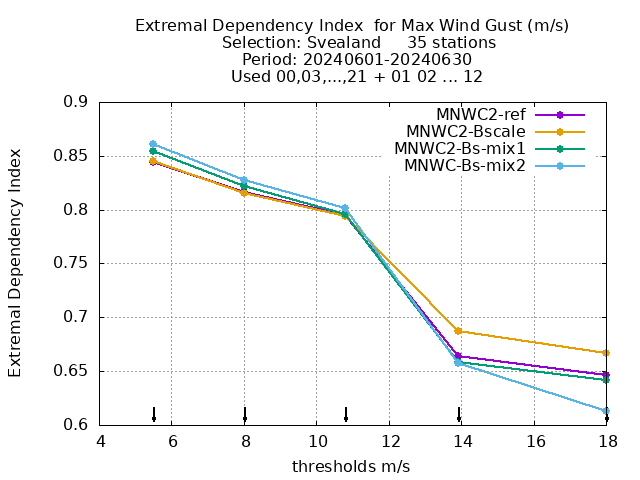 Extremal Dependency Index  for Max Wind Gust (m/s)
Selection: Svealand     35 stations
Period: 20240601-20240630
Used 00,03,...,21 + 01 02 ... 12
MNWC2-ref
MNWC2-Bscale
MNWC2-Bs-mix1
MNWC-Bs-mix2
Extremal Dependency Index
0.9
0.85
0.8
0.75
0.7
0.65
0.6
4 6 8 10 12 14 16 18
thresholds m/s